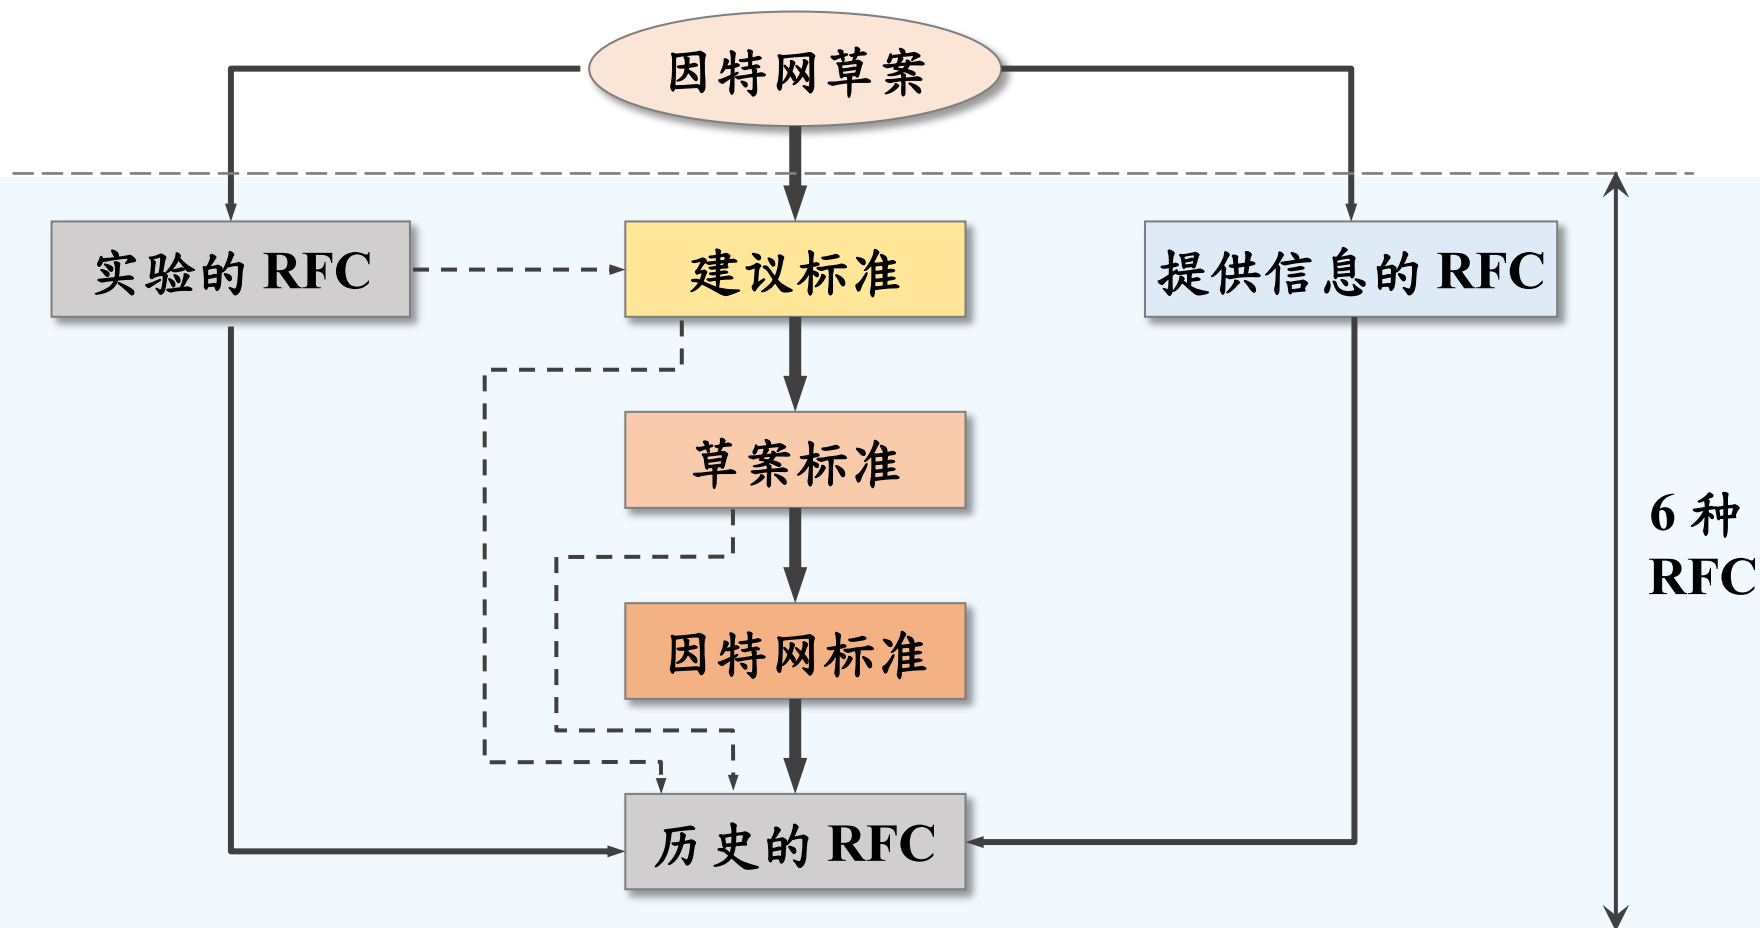 因特网草案
实验的 RFC
建议标准
提供信息的 RFC
草案标准
6 种
RFC
因特网标准
历史的 RFC